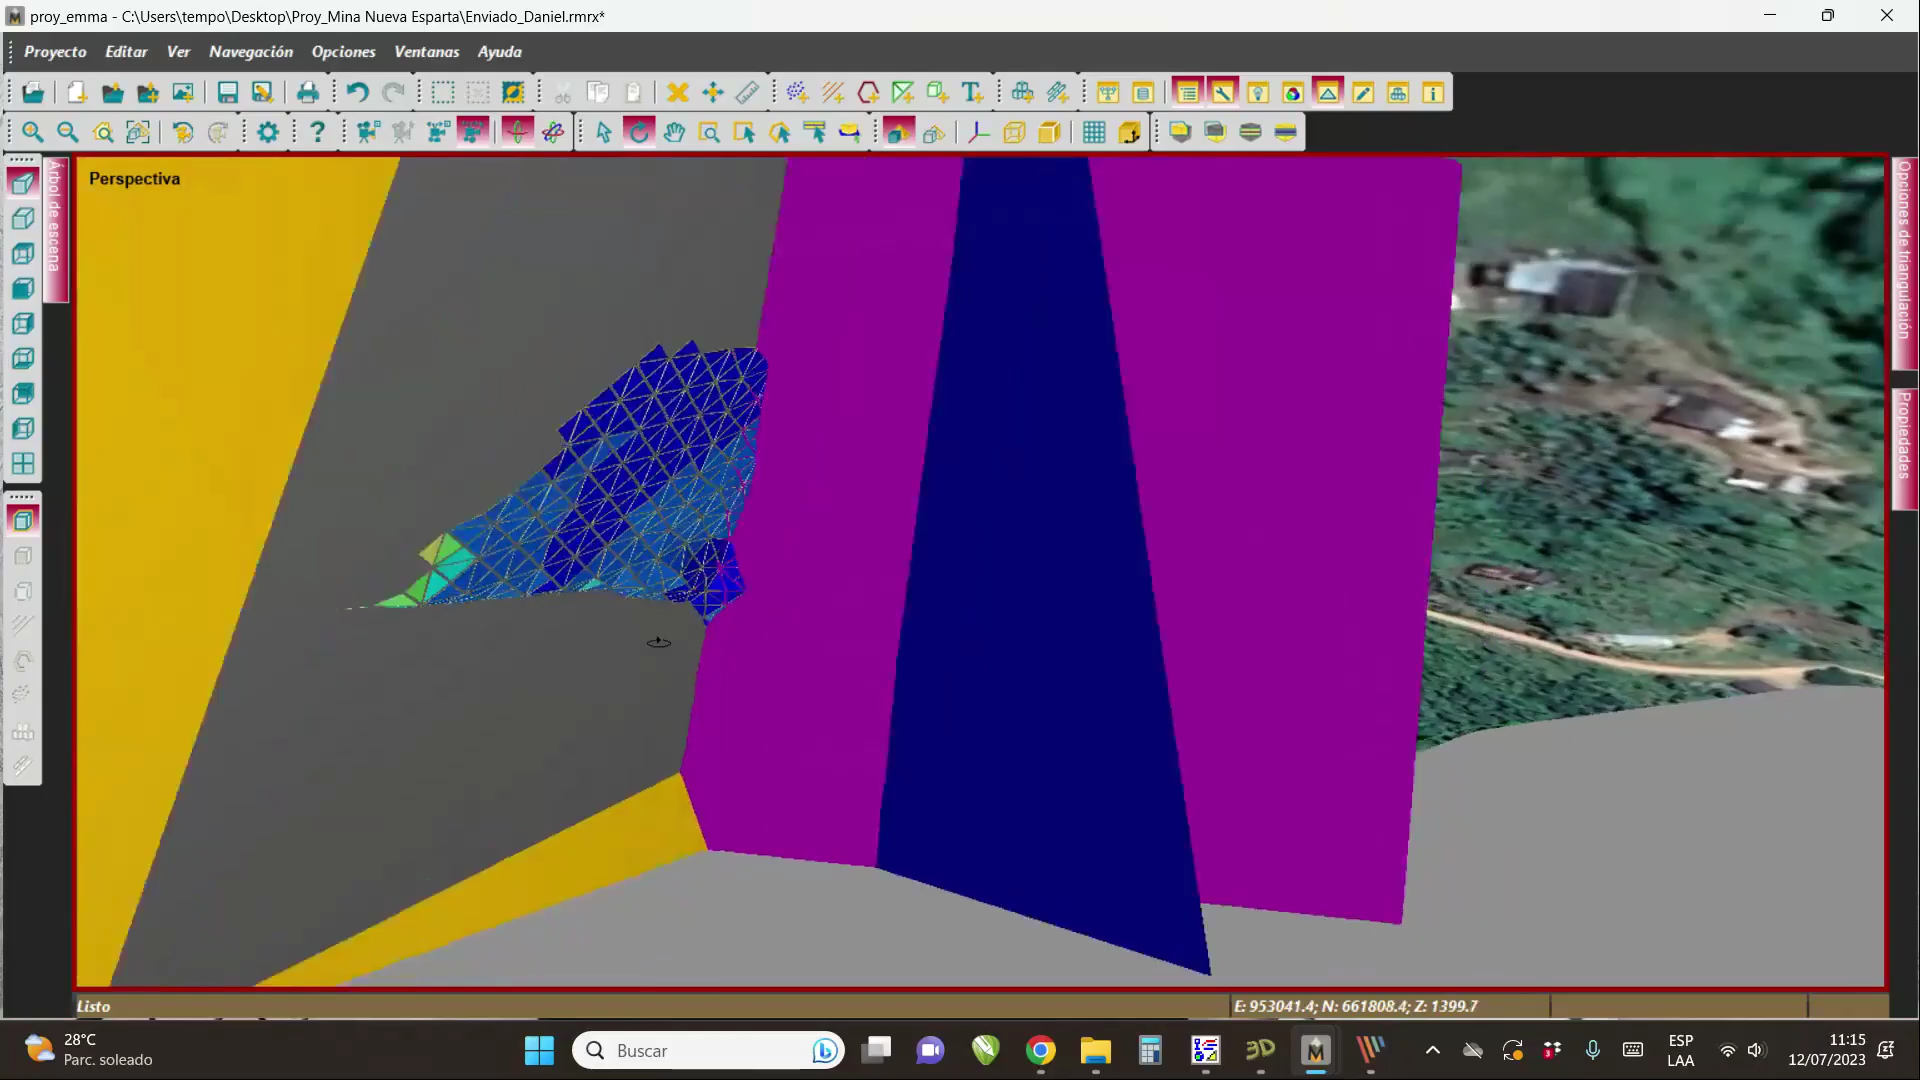 proy_emma - C:\Users\tempo\Desktop\Proy_Mina Nueva Esparta\Enviado_Daniel.rmrx*
Proyecto Editar Ver Navegación Opciones Ventanas Ayuda
Árbol de escena
Perspectiva
Opciones de triangulación
Propiedades
Listo
E: 953041.4; N: 661808.4; Z: 1399.7
28°C
Parc. soleado
Buscar
3D
3
ESP
LAA
11:15
12/07/2023